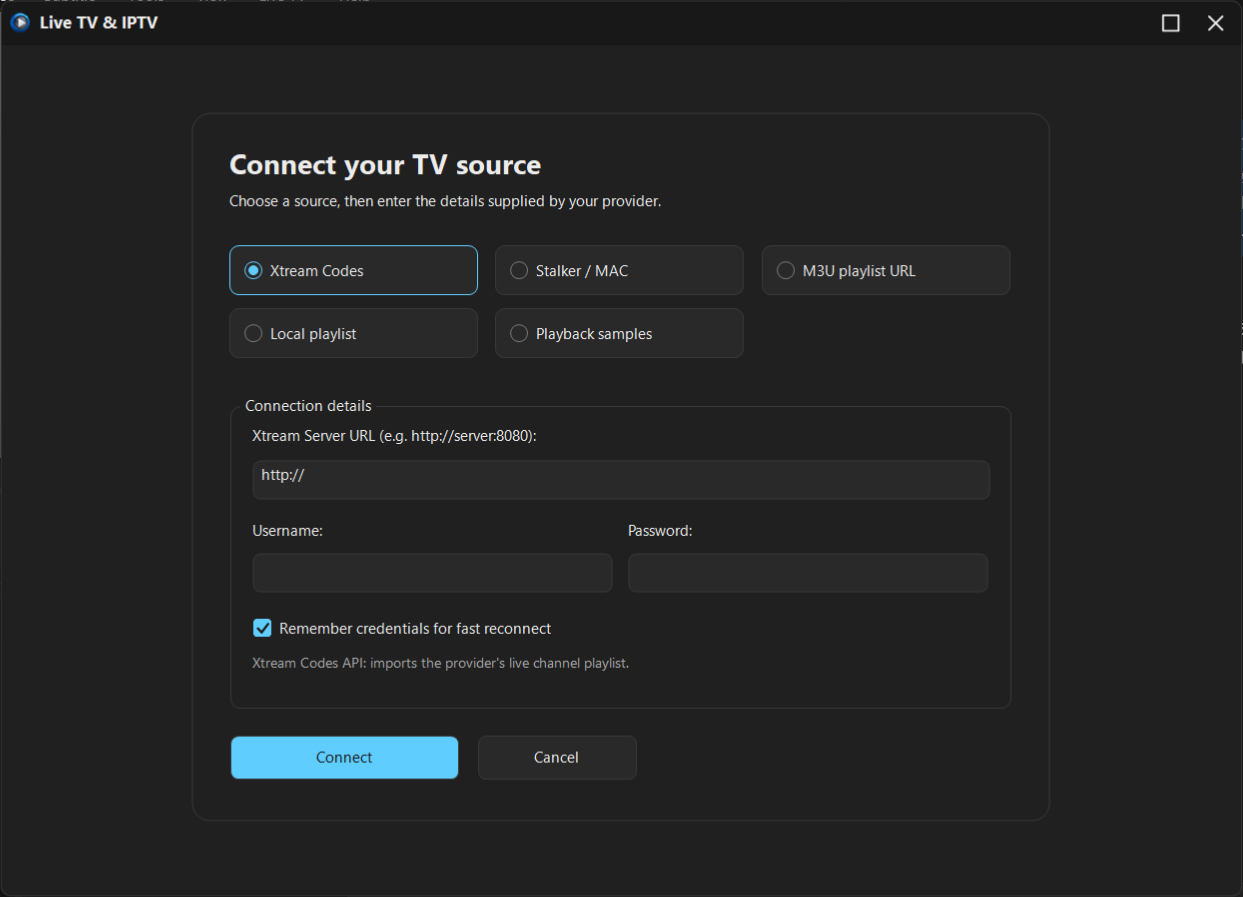 Live TV & IPTV
Connect your TV source
Choose a source, then enter the details supplied by your provider.
Xtream Codes
Stalker / MAC
M3U playlist URL
Local playlist
Playback samples
Connection details
Xtream Server URL (e.g. http://server:8080):
http://
Username:
Password:
Remember credentials for fast reconnect
Xtream Codes API: imports the provider's live channel playlist.
Connect
Cancel